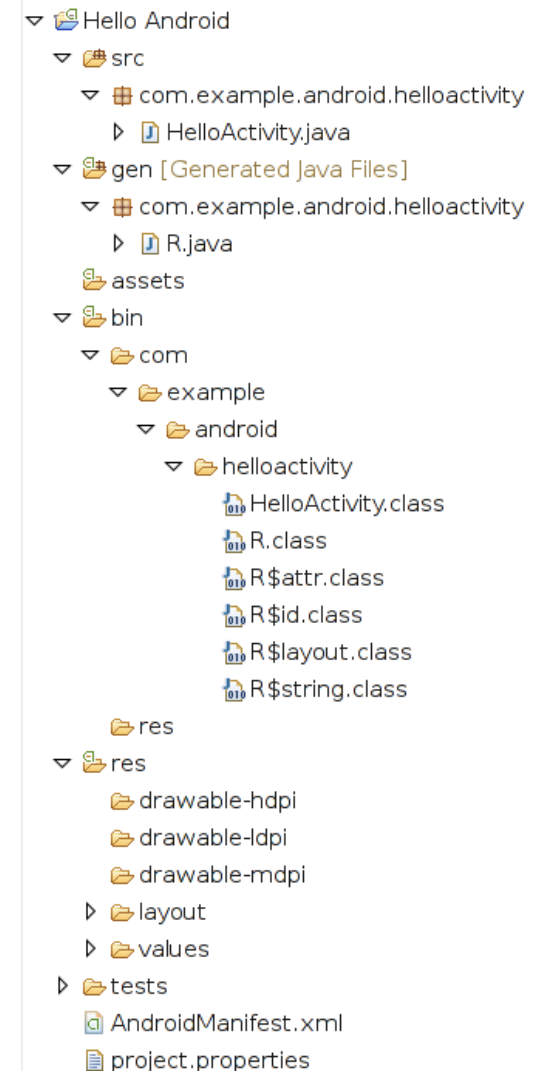 Hello Android
src
com.example.android.helloactivity
HelloActivity.java
gen [Generated Java Files]
com.example.android.helloactivity
R.java
assets
bin
com
example
android
helloactivity
HelloActivity.class
R.class
R$attr.class
R$id.class
R$layout.class
R$string.class
res
res
drawable-hdpi
drawable-ldpi
drawable-mdpi
layout
values
tests
AndroidManifest.xml
project.properties